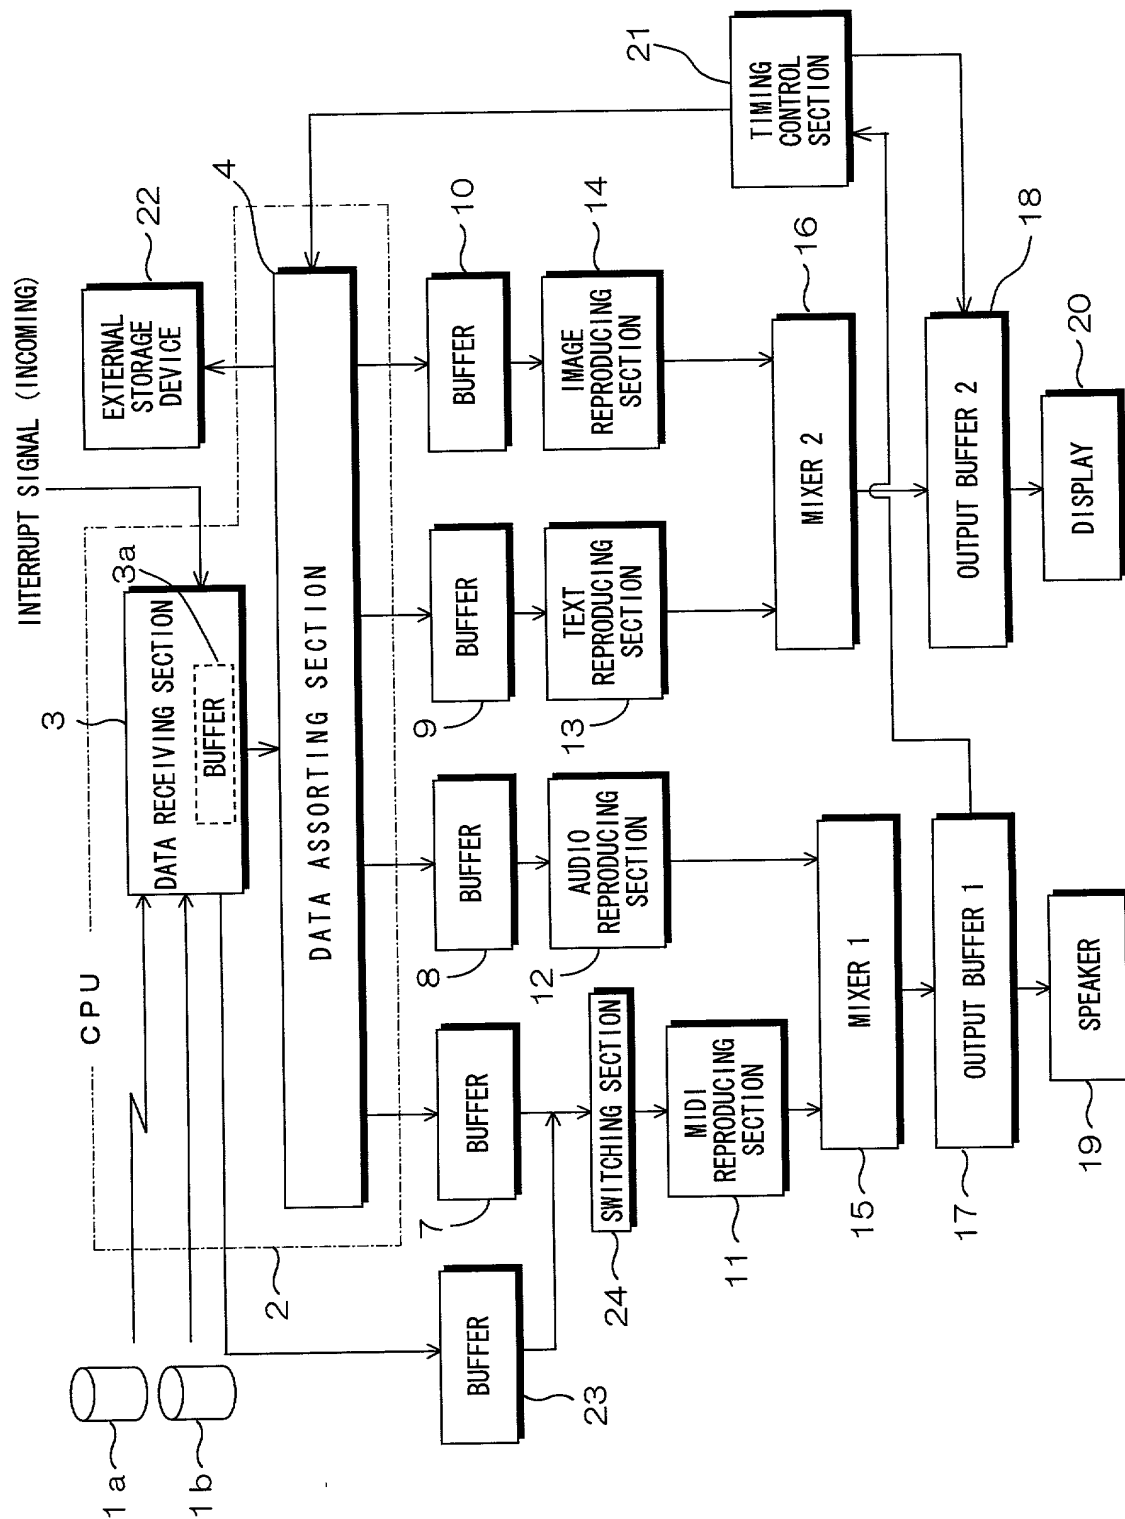 1a
1b
CPU
2
3
DATA RECEIVING SECTION
BUFFER
3a
INTERRUPT SIGNAL (INCOMING)
EXTERNAL
STORAGE
DEVICE
22
DATA ASSORTING SECTION
4
BUFFER
23
BUFFER
7
BUFFER
8
BUFFER
9
BUFFER
10
SWITCHING SECTION
24
MIDI
REPRODUCING
SECTION
11
AUDIO
REPRODUCING
SECTION
12
TEXT
REPRODUCING
SECTION
13
IMAGE
REPRODUCING
SECTION
14
TIMING
CONTROL
SECTION
21
MIXER 1
15
MIXER 2
16
OUTPUT BUFFER 1
17
OUTPUT BUFFER 2
18
SPEAKER
19
DISPLAY
20